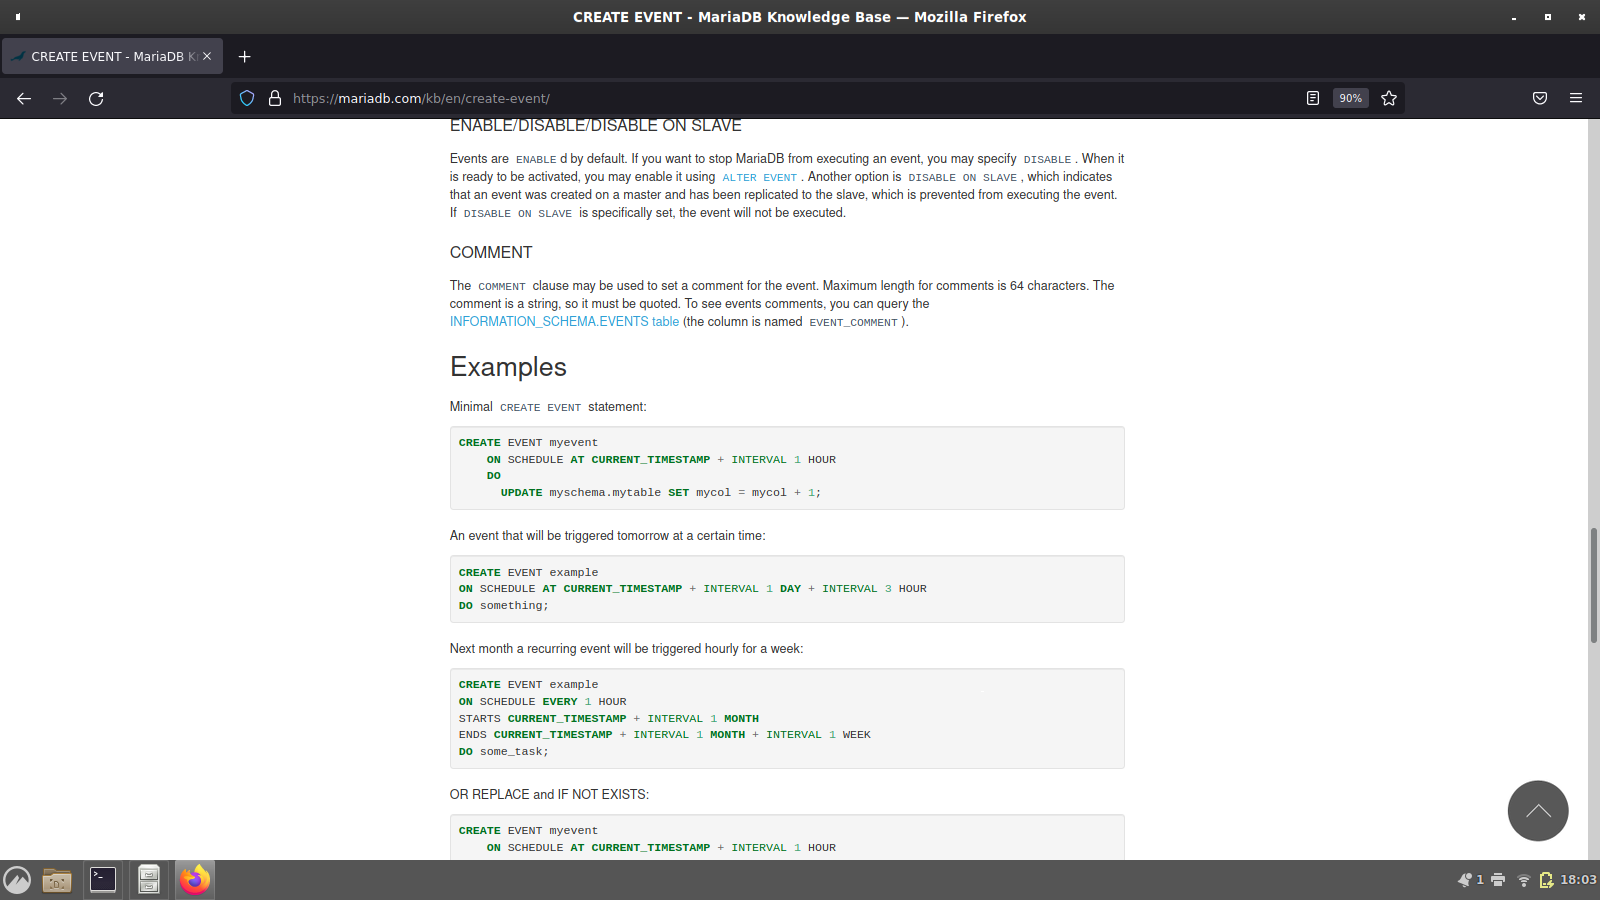 CREATE EVENT - MariaDB Knowledge Base — Mozilla Firefox
CREATE EVENT - MariaDB
https://mariadb.com/kb/en/create-event/
90%
ENABLE/DISABLE/DISABLE ON SLAVE
Events are ENABLE d by default. If you want to stop MariaDB from executing an event, you may specify DISABLE . When it
is ready to be activated, you may enable it using ALTER EVENT . Another option is DISABLE ON SLAVE , which indicates
that an event was created on a master and has been replicated to the slave, which is prevented from executing the event.
If DISABLE ON SLAVE is specifically set, the event will not be executed.
COMMENT
The COMMENT clause may be used to set a comment for the event. Maximum length for comments is 64 characters. The
comment is a string, so it must be quoted. To see events comments, you can query the
INFORMATION_SCHEMA.EVENTS table (the column is named EVENT_COMMENT ).
Examples
Minimal CREATE EVENT statement:
CREATE EVENT myevent
ON SCHEDULE AT CURRENT_TIMESTAMP + INTERVAL 1 HOUR
DO
UPDATE myschema.mytable SET mycol = mycol + 1;
An event that will be triggered tomorrow at a certain time:
CREATE EVENT example
ON SCHEDULE AT CURRENT_TIMESTAMP + INTERVAL 1 DAY + INTERVAL 3 HOUR
DO something;
Next month a recurring event will be triggered hourly for a week:
CREATE EVENT example
ON SCHEDULE EVERY 1 HOUR
STARTS CURRENT_TIMESTAMP + INTERVAL 1 MONTH
ENDS CURRENT_TIMESTAMP + INTERVAL 1 MONTH + INTERVAL 1 WEEK
DO some_task;
OR REPLACE and IF NOT EXISTS:
CREATE EVENT myevent
ON SCHEDULE AT CURRENT_TIMESTAMP + INTERVAL 1 HOUR
1
18:03